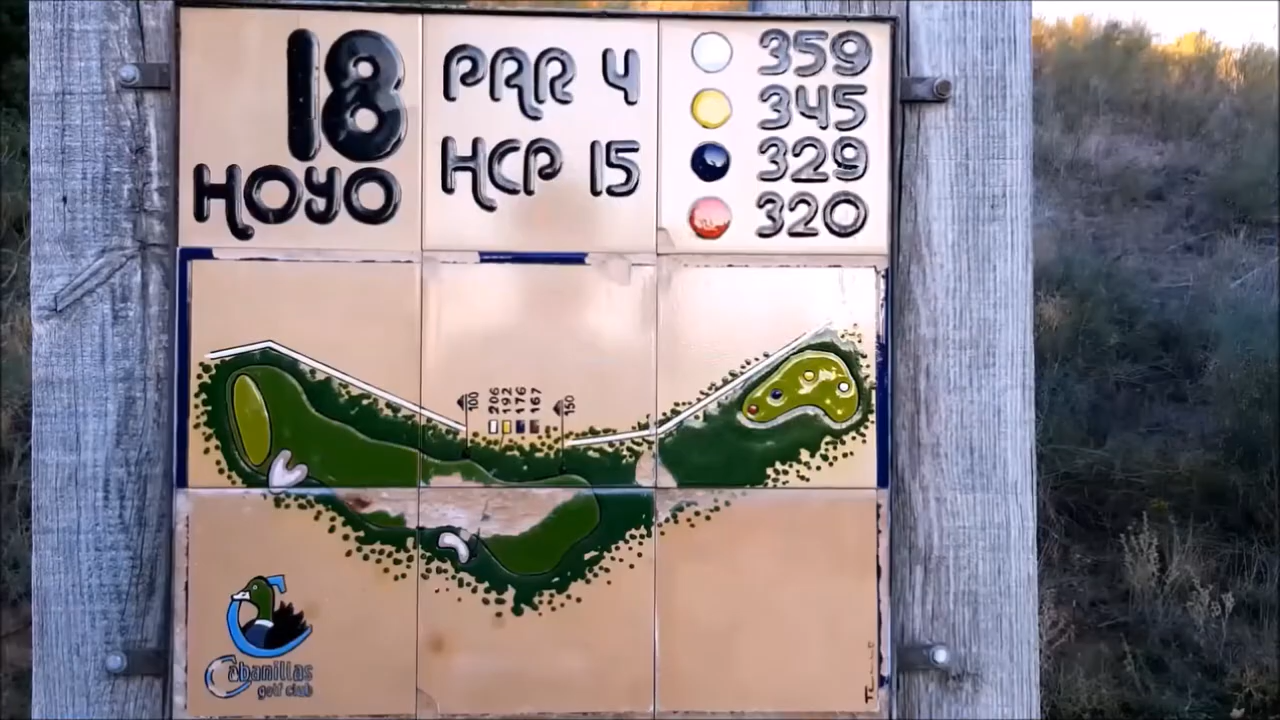 18
HOYO
PAR 4
HCP 15
359
345
329
320
100
206
192
176
167
150
Cabanillas
golf club